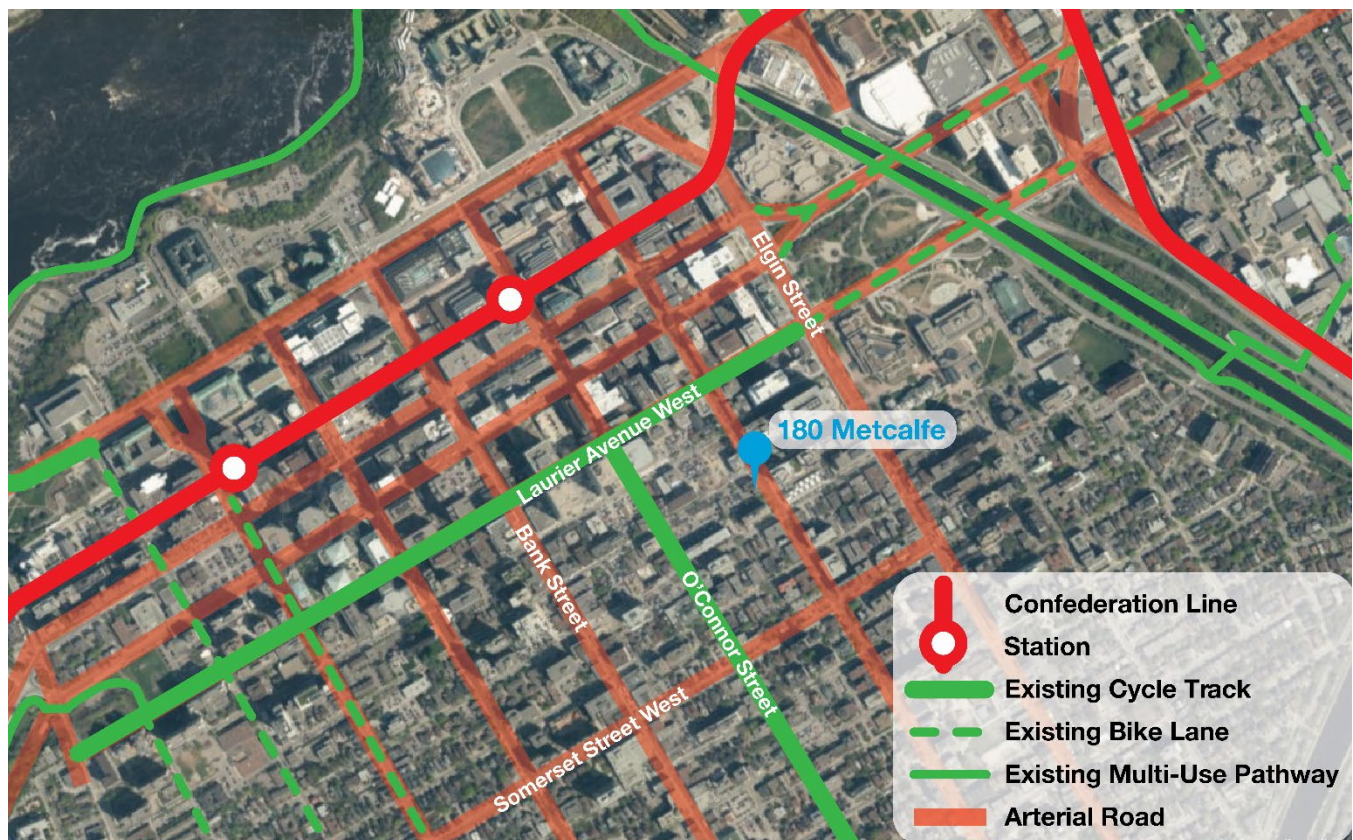 Elgin Street
180 Metcalfe
Laurier Avenue West
Bank Street
O'Connor Street
Somerset Street West
Confederation Line
Station
Existing Cycle Track
Existing Bike Lane
Existing Multi-Use Pathway
Arterial Road